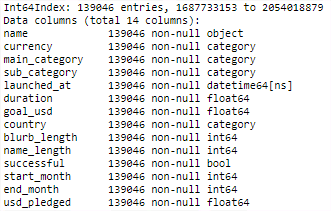 Int64Index: 139046 entries, 1687733153 to 2054018879
Data columns (total 14 columns):
name 139046 non-null object
currency 139046 non-null category
main_category 139046 non-null category
sub_category 139046 non-null category
launched_at 139046 non-null datetime64[ns]
duration 139046 non-null float64
goal_usd 139046 non-null float64
country 139046 non-null category
blurb_length 139046 non-null int64
name_length 139046 non-null int64
successful 139046 non-null bool
start_month 139046 non-null int64
end_month 139046 non-null int64
usd_pledged 139046 non-null float64